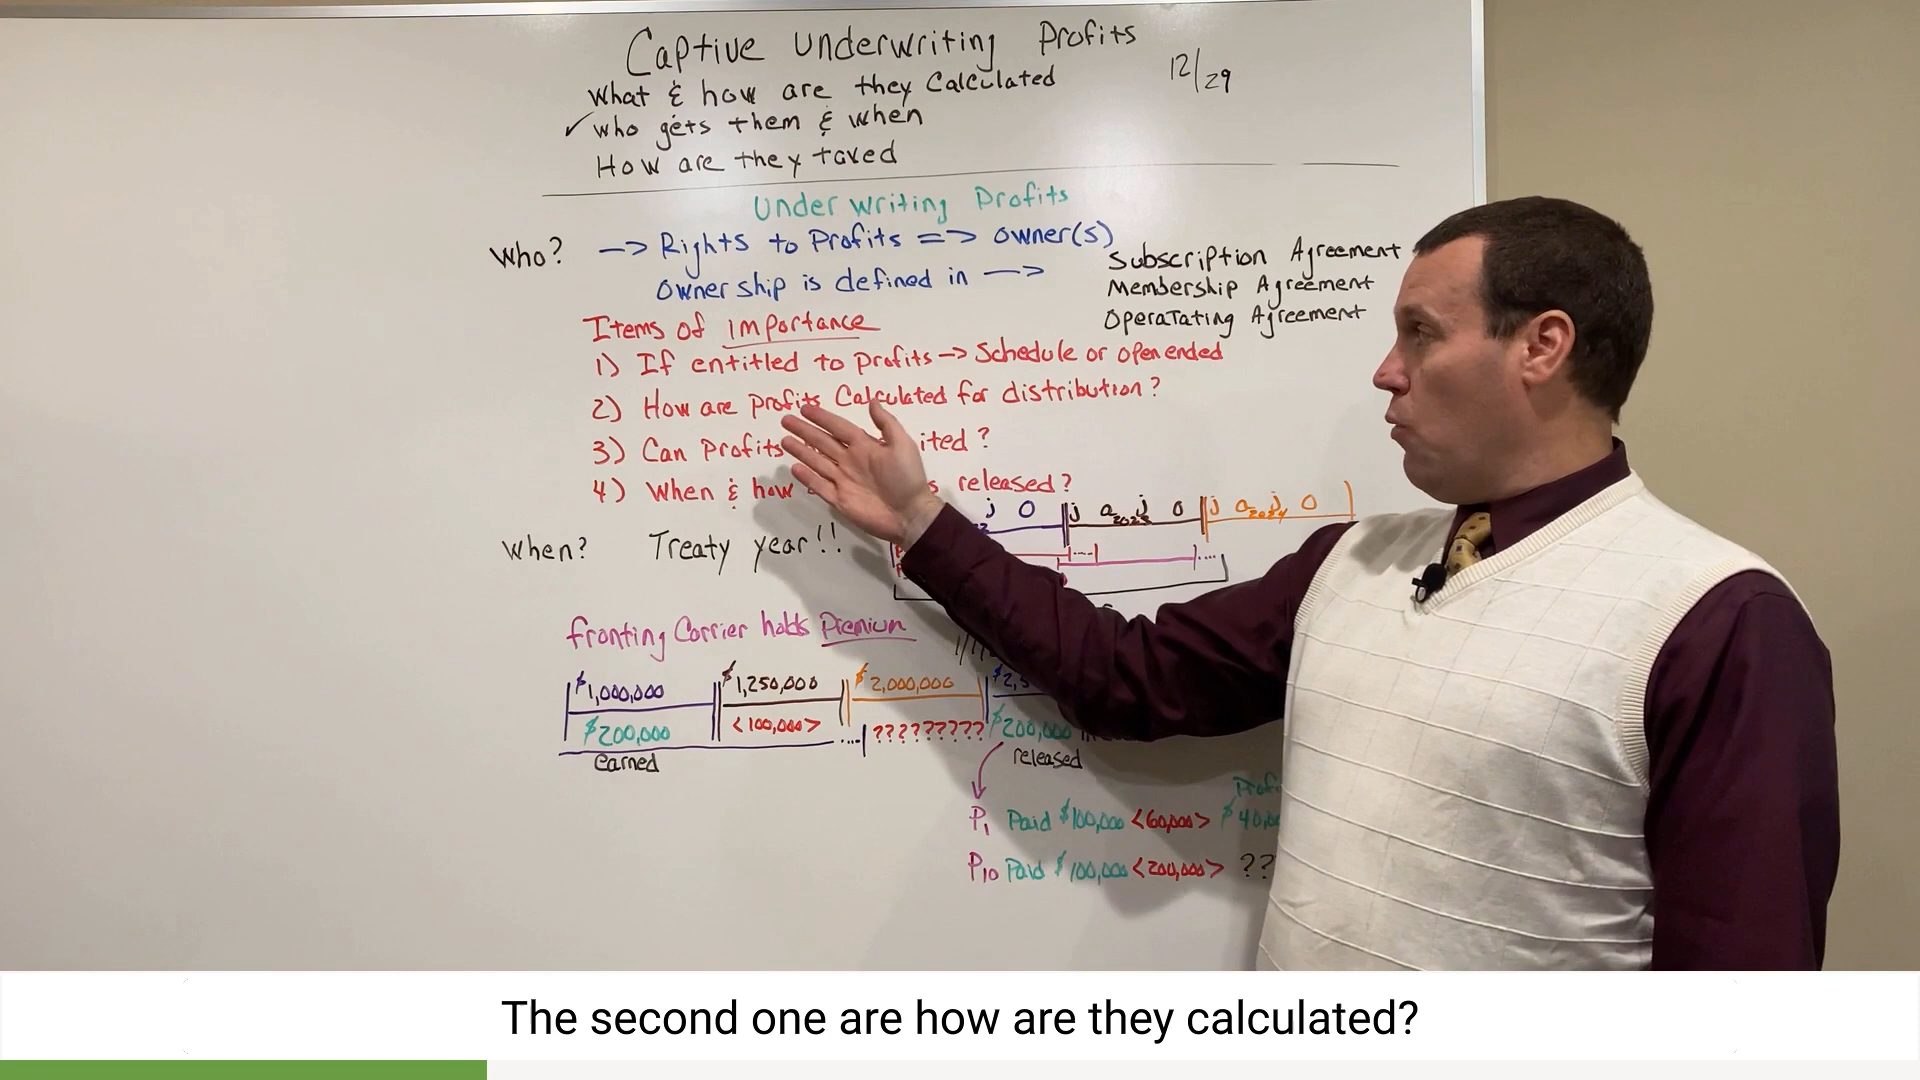 Captive Underwriting Profits
12/29
What & how are they Calculated
✓ who gets them & when
How are they taxed
Underwriting Profits
Who? --> Rights to Profits ==> owner(s)
Ownership is defined in -->
Subscription Agreement
Membership Agreement
OperaTating Agreement
Items of importance
1) If entitled to profits -> Schedule or open ended
2) How are profits Calculated for distribution?
3) Can Profits ited?
4) When & how s released?
j O j a j O j a j O
2023 2024
When? Treaty year!!
fronting Carrier holds Premium
$1,000,000 $1,250,000 $2,000,000
$200,000 <100,000> ....| ????????? $200,000
earned released
P1 Paid $100,000 <60,000>
P10 Paid $100,000 <200,000> ??
The second one are how are they calculated?